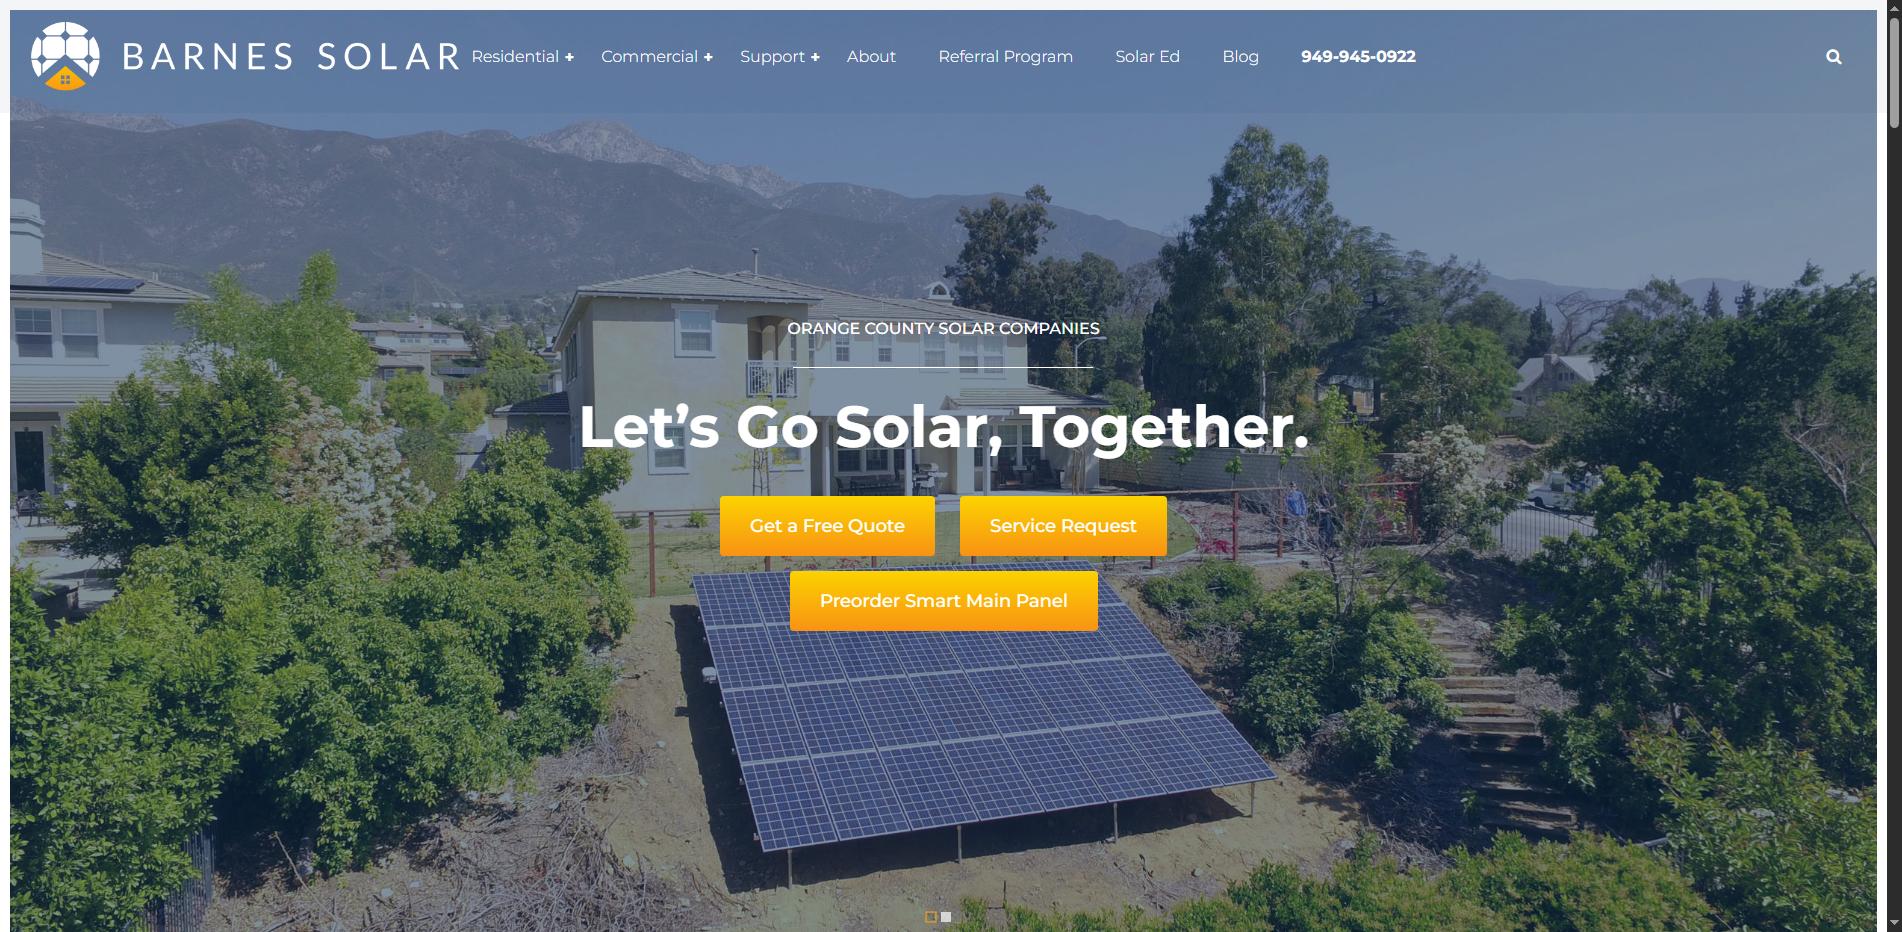 BARNES SOLAR
Residential + Commercial + Support + About Referral Program Solar Ed Blog 949-945-0922
ORANGE COUNTY SOLAR COMPANIES
Let’s Go Solar, Together.
Get a Free Quote Service Request
Preorder Smart Main Panel